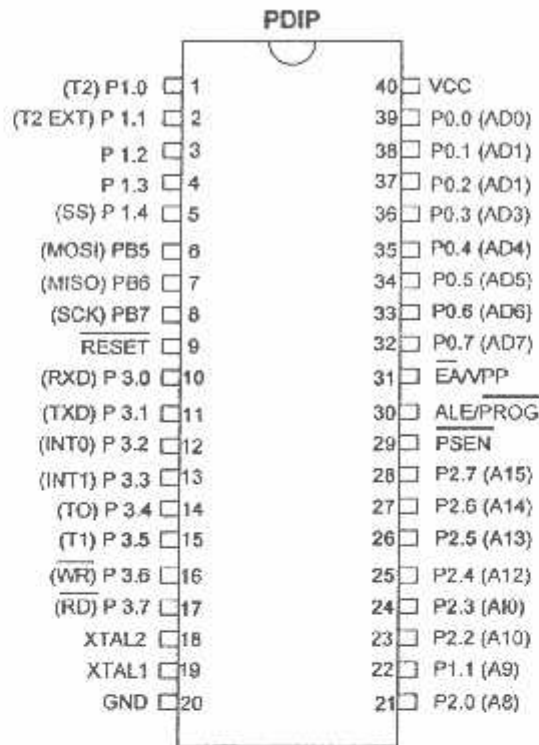 PDIP
(T2) P1.0 1 40 VCC
(T2 EXT) P 1.1 2 39 P0.0 (AD0)
P 1.2 3 38 P0.1 (AD1)
P 1.3 4 37 P0.2 (AD1)
(SS) P 1.4 5 36 P0.3 (AD3)
(MOSI) PB5 6 35 P0.4 (AD4)
(MISO) PB6 7 34 P0.5 (AD5)
(SCK) PB7 8 33 P0.6 (AD6)
RESET 9 32 P0.7 (AD7)
(RXD) P 3.0 10 31 EA/VPP
(TXD) P 3.1 11 30 ALE/PROG
(INT0) P 3.2 12 29 PSEN
(INT1) P 3.3 13 28 P2.7 (A15)
(TO) P 3.4 14 27 P2.6 (A14)
(T1) P 3.5 15 26 P2.5 (A13)
(WR) P 3.6 16 25 P2.4 (A12)
(RD) P 3.7 17 24 P2.3 (AI0)
XTAL2 18 23 P2.2 (A10)
XTAL1 19 22 P1.1 (A9)
GND 20 21 P2.0 (A8)